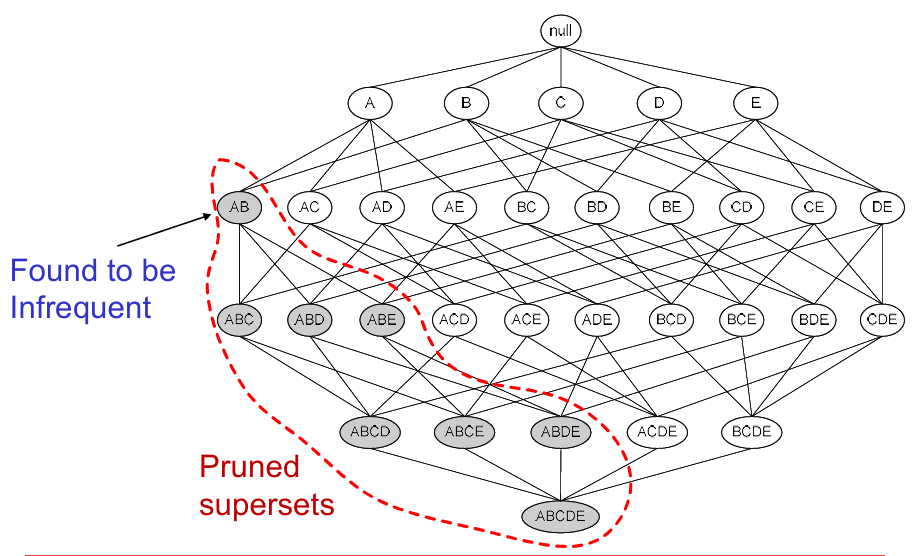 null
A B C D E
AB AC AD AE BC BD BE CD CE DE
Found to be
Infrequent
ABC ABD ABE ACD ACE ADE BCD BCE BDE CDE
ABCD ABCE ABDE ACDE BCDE
Pruned
supersets
ABCDE